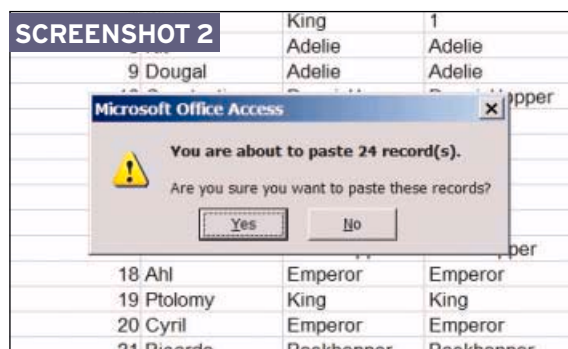 SCREENSHOT 2
King 1
Adelie Adelie
9 Dougal Adelie Adelie
Microsoft Office Access
You are about to paste 24 record(s).
Are you sure you want to paste these records?
Yes No
18 Ahl Emperor Emperor
19 Ptolomy King King
20 Cyril Emperor Emperor